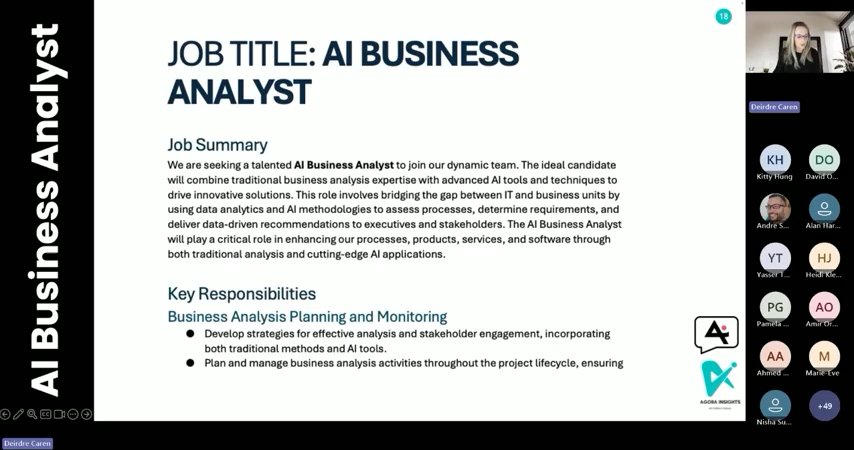 AI Business Analyst
18
JOB TITLE: AI BUSINESS
ANALYST
Job Summary
We are seeking a talented AI Business Analyst to join our dynamic team. The ideal candidate
will combine traditional business analysis expertise with advanced AI tools and techniques to
drive innovative solutions. This role involves bridging the gap between IT and business units by
using data analytics and AI methodologies to assess processes, determine requirements, and
deliver data-driven recommendations to executives and stakeholders. The AI Business Analyst
will play a critical role in enhancing our processes, products, services, and software through
both traditional analysis and cutting-edge AI applications.
Key Responsibilities
Business Analysis Planning and Monitoring
● Develop strategies for effective analysis and stakeholder engagement, incorporating
both traditional methods and AI tools.
● Plan and manage business analysis activities throughout the project lifecycle, ensuring
AGORA INSIGHTS
Deirdre Caren
Deirdre Caren
KH
DO
Kitty Hung
David O...
André S...
Alan Har...
YT
HJ
Yasser T...
Heidi Kle...
PG
AO
Pamela ...
Amir Or...
AA
M
Ahmed ...
Marie-Eve
+49
Nisha Su...